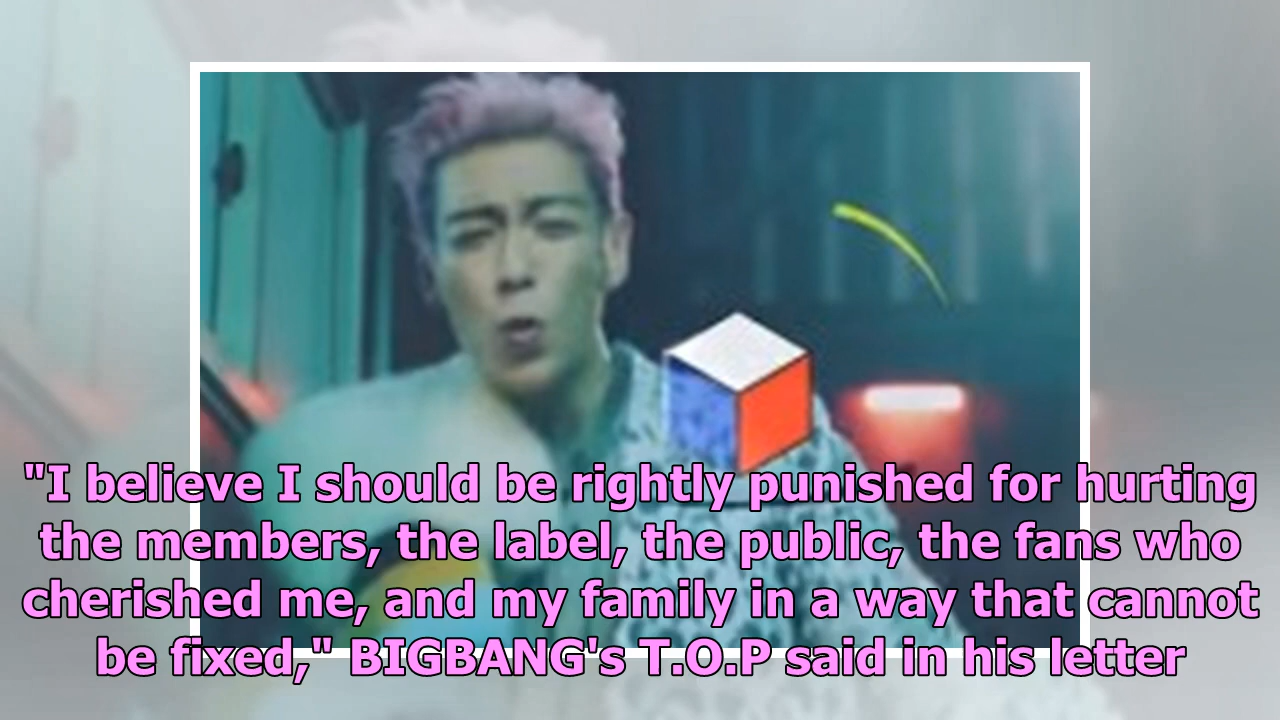 "I believe I should be rightly punished for hurting
the members, the label, the public, the fans who
cherished me, and my family in a way that cannot
be fixed," BIGBANG's T.O.P said in his letter